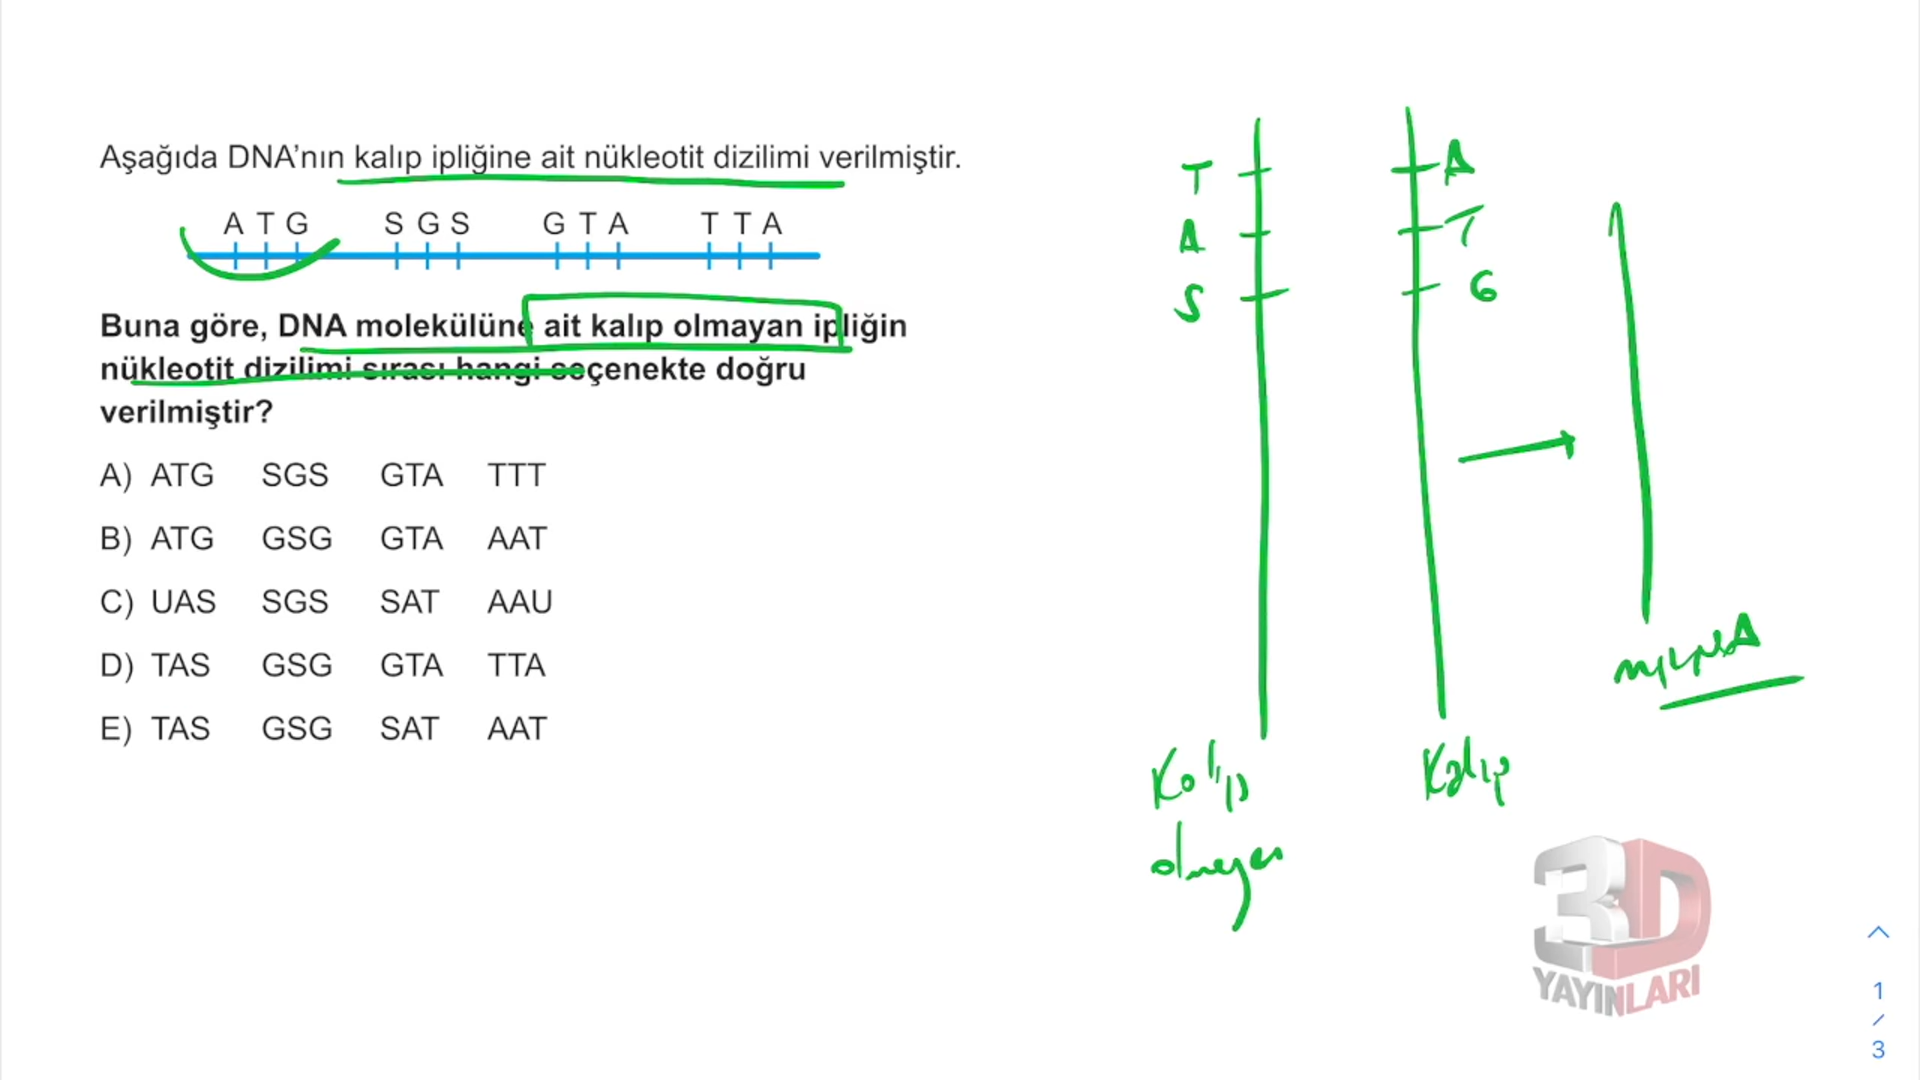 Aşağıda DNA’nın kalıp ipliğine ait nükleotit dizilimi verilmiştir.
A T G S G S G T A T T A
Buna göre, DNA molekülüne ait kalıp olmayan ipliğin
nükleotit dizilimi sırası hangi seçenekte doğru
verilmiştir?
A) ATG SGS GTA TTT
B) ATG GSG GTA AAT
C) UAS SGS SAT AAU
D) TAS GSG GTA TTA
E) TAS GSG SAT AAT
T A
A T
S G
Kalıp
olmayan
Kalıp
3D
YAYINLARI
1
/
3